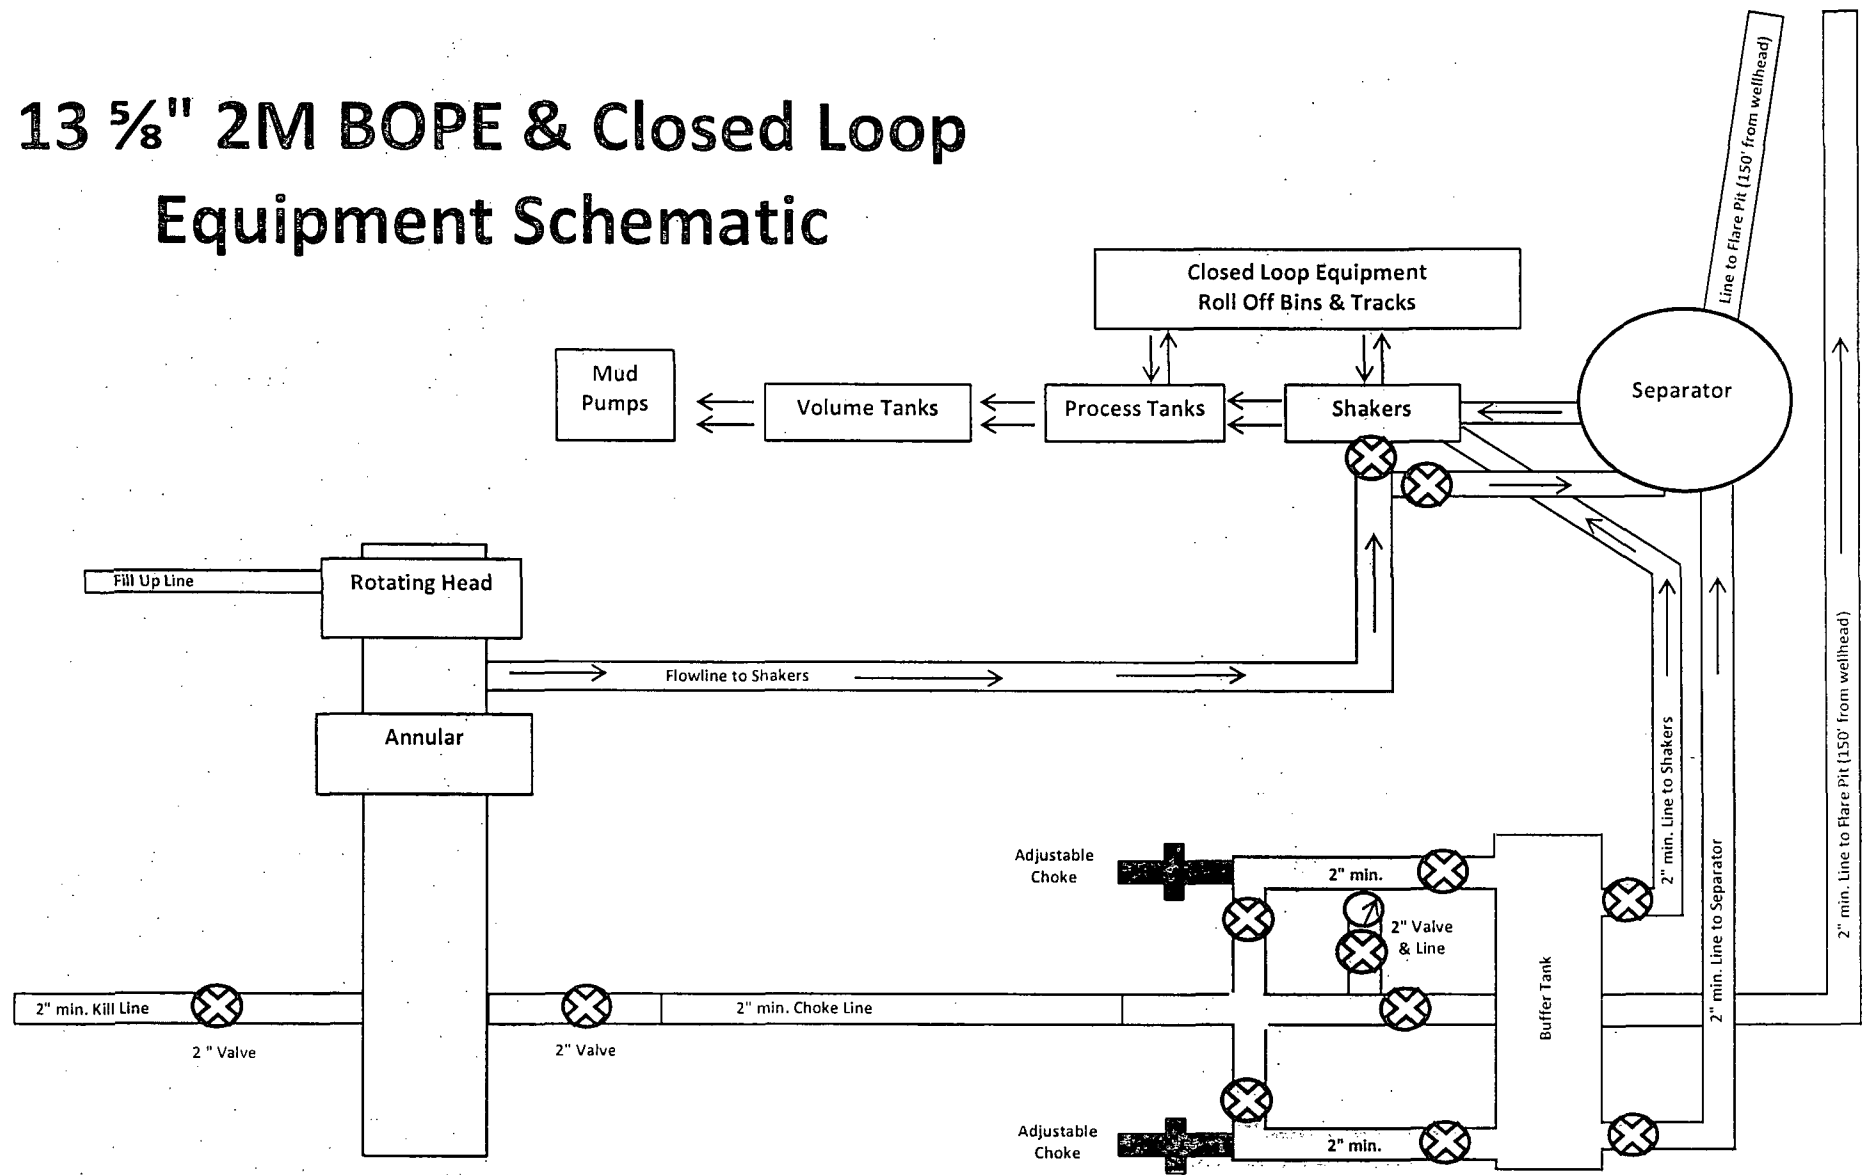 13 ⅝" 2M BOPE & Closed Loop
Equipment Schematic
Line to Flare Pit (150' from wellhead)
Closed Loop Equipment
Roll Off Bins & Tracks
Mud
Pumps
Volume Tanks
Process Tanks
Shakers
Separator
Fill Up Line
Rotating Head
Flowline to Shakers
Annular
2" min. Line to Shakers
2" min. Line to Separator
2" min. Line to Flare Pit (150' from wellhead)
Adjustable
Choke
2" min.
2" Valve
& Line
Buffer Tank
2" min. Kill Line
2" min. Choke Line
2 " Valve
2" Valve
Adjustable
Choke
2" min.